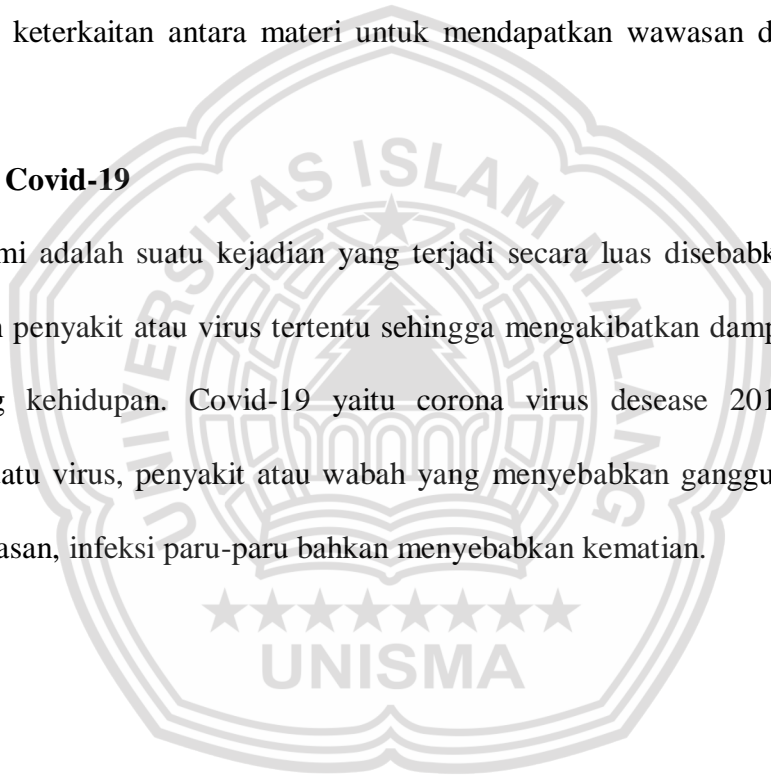 keterkaitan antara materi untuk mendapatkan wawasan d
Covid-19
mi adalah suatu kejadian yang terjadi secara luas disebabk
penyakit atau virus tertentu sehingga mengakibatkan damp
kehidupan. Covid-19 yaitu corona virus desease 201
uatu virus, penyakit atau wabah yang menyebabkan ganggu
asan, infeksi paru-paru bahkan menyebabkan kematian.
UNIVERSITAS ISLAM MALANG
UNISMA